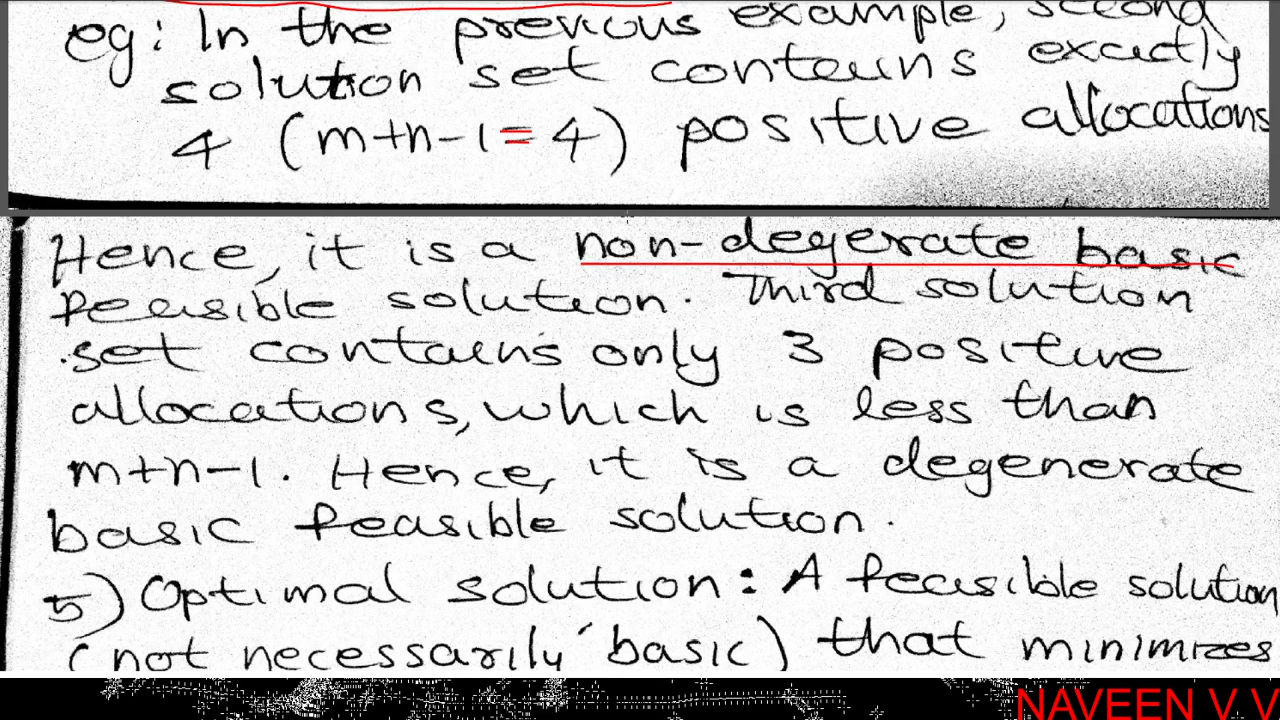 eg: In the previous example, second
solution set contains exactly
4 (m+n-1=4) positive allocations
Hence, it is a non-degerate basic
feasible solution. Third solution
set contains only 3 positive
allocations, which is less than
m+n-1. Hence, it is a degenerate
basic feasible solution.
5) Optimal solution: A feasible solution
(not necessarily basic) that minimizes
NAVEEN V V